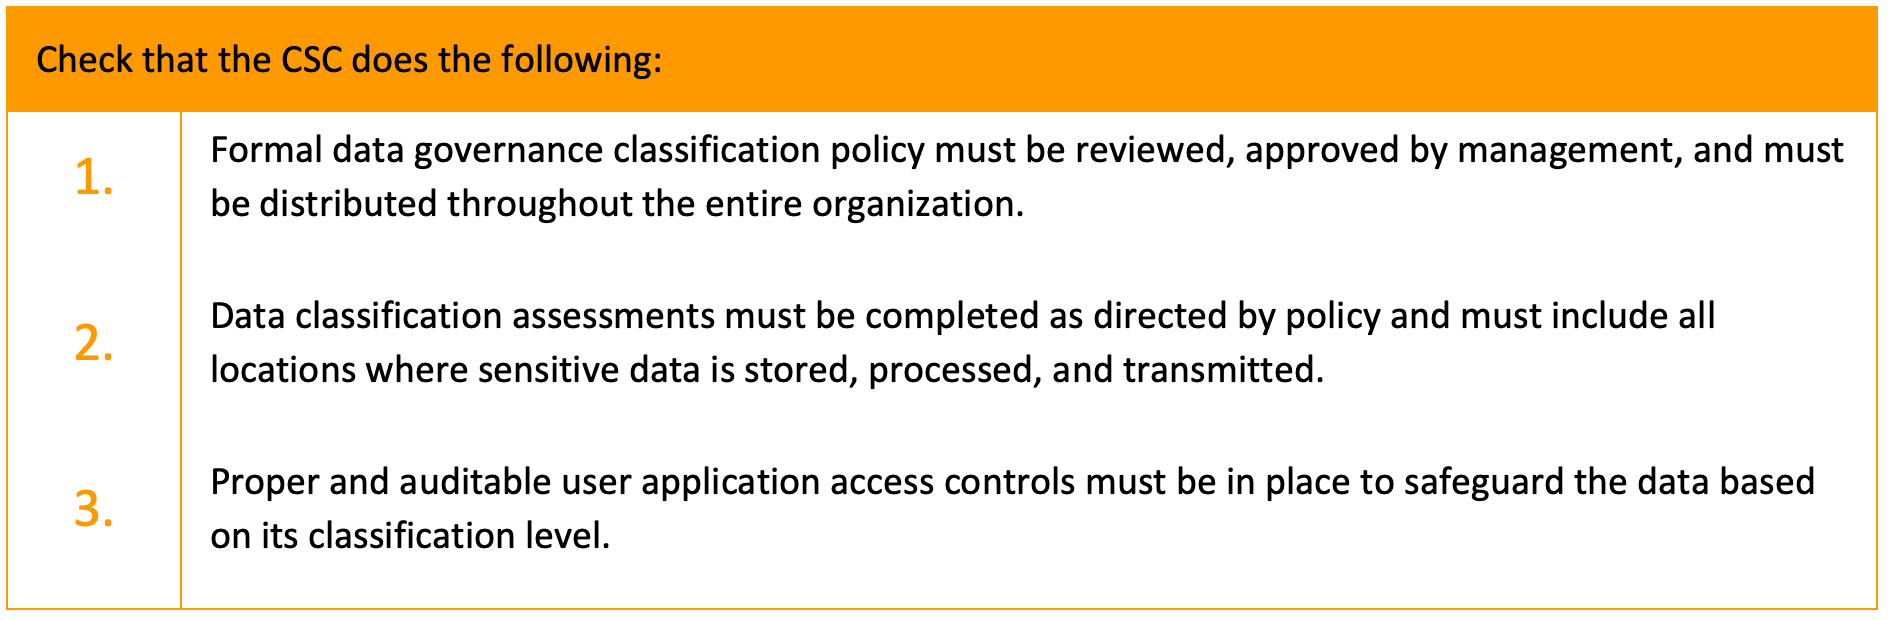 Check that the CSC does the following:
1.
Formal data governance classification policy must be reviewed, approved by management, and must
be distributed throughout the entire organization.
2.
Data classification assessments must be completed as directed by policy and must include all
locations where sensitive data is stored, processed, and transmitted.
3.
Proper and auditable user application access controls must be in place to safeguard the data based
on its classification level.